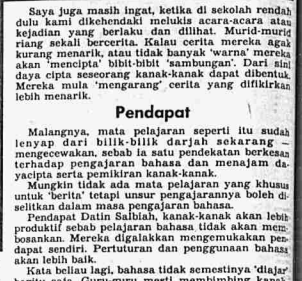 Saya juga masih ingat, ketika di sekolah rendah
dulu kami dikehendaki melukis acara-acara atau
kejadian yang berlaku dan dilihat. Murid-murid
riang sekali bercerita. Kalau cerita mereka agak
kurang menarik, atau tidak banyak 'warna' mereka
akan 'mencipta' bibit-bibit 'sambungan'. Dari sini
daya cipta seseorang kanak-kanak dapat dibentuk.
Mereka mula 'mengarang' cerita yang difikirkan
lebih menarik.
Pendapat
Malangnya, mata pelajaran seperti itu sudah
lenyap dari bilik-bilik darjah sekarang —
mengecewakan, sebab ia satu pendekatan berkesan
terhadap pengajaran bahasa dan menajam da-
yacipta serta pemikiran kanak-kanak.
Mungkin tidak ada mata pelajaran yang khusus
untuk 'berita' tetapi unsur pengajarannya boleh di-
selitkan dalam masa pengajaran bahasa.
Pendapat Datin Salbiah, kanak-kanak akan lebih
produktif sebab pelajaran bahasa tidak akan mem-
bosankan. Mereka digalakkan mengemukakan pen-
dapat sendiri. Pertuturan dan penggunaan bahasa
akan lebih baik.
Kata beliau lagi, bahasa tidak semestinya 'diajar'